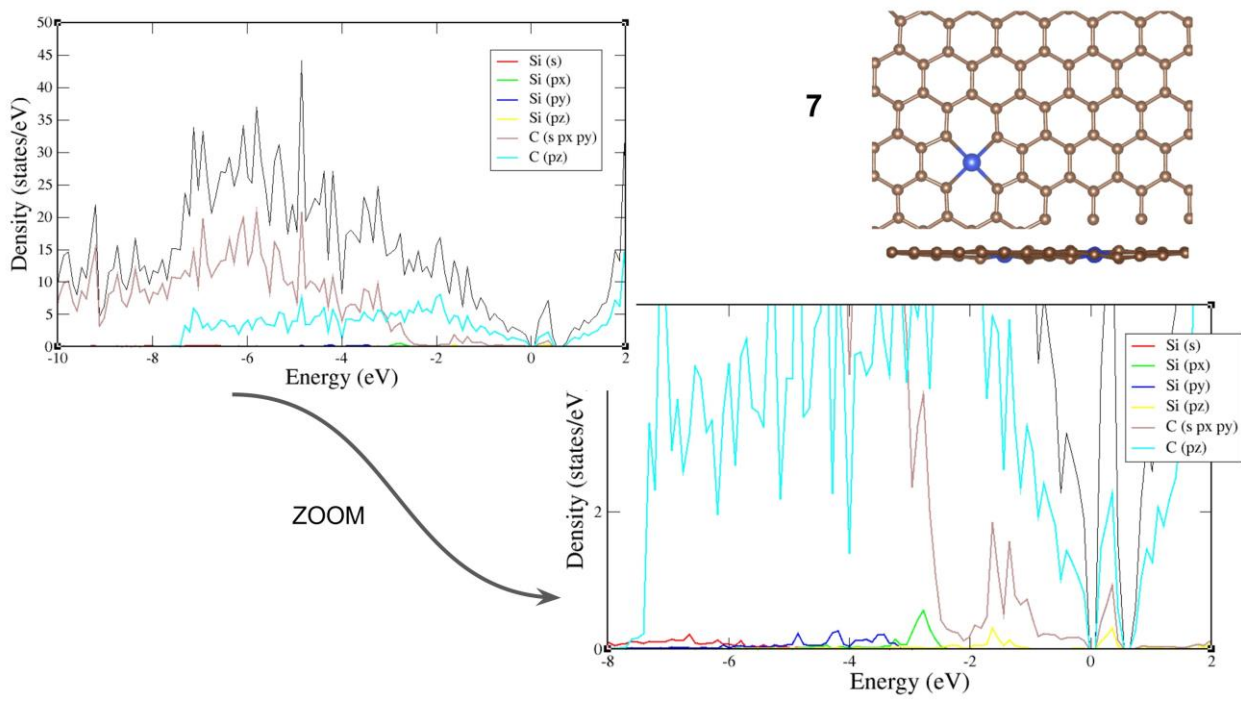 50
45
40
35
30
25
20
15
10
5
0
Density (states/eV)
-10
-8
-6
-4
-2
0
2
Energy (eV)
Si (s)
Si (px)
Si (py)
Si (pz)
C (s px py)
C (pz)
7
ZOOM
2
0
Density (states/eV
-8
-6
-4
-2
0
2
Energy (eV)
Si (s)
Si (px)
Si (py)
Si (pz)
C (s px py)
C (pz)